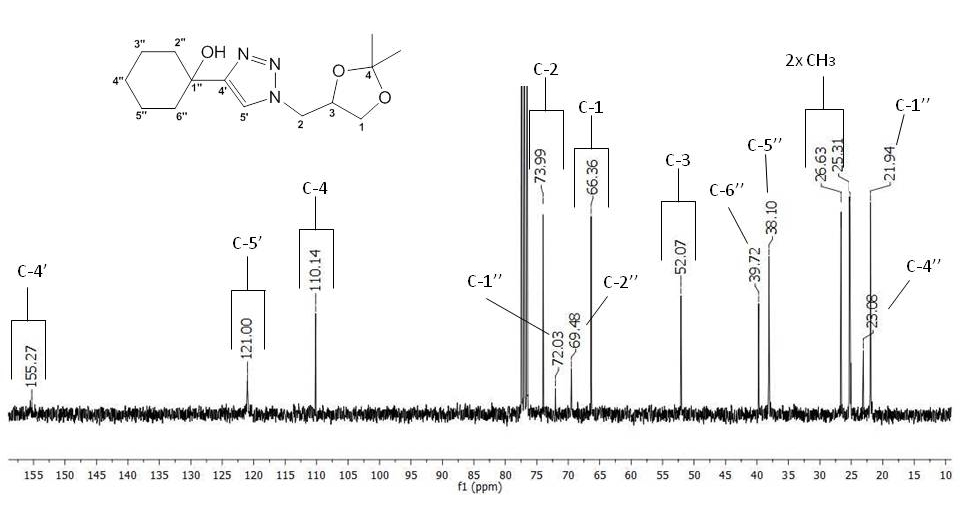 3'' 2'' OH N N
4'' 1'' 4' N O 4
5'' 6'' 5' 2 3 O
1
C-4' C-5' C-4 C-2 C-1 C-3 C-5'' 2x CH3 C-1''
C-1'' C-2'' C-6'' C-4''
155.27 121.00 110.14 73.99 72.03 69.48 66.36 52.07 39.72 38.10 26.63 25.31 23.08 21.94
155 150 145 140 135 130 125 120 115 110 105 100 95 90 85 80 75 70 65 60 55 50 45 40 35 30 25 20 15 10
f1 (ppm)